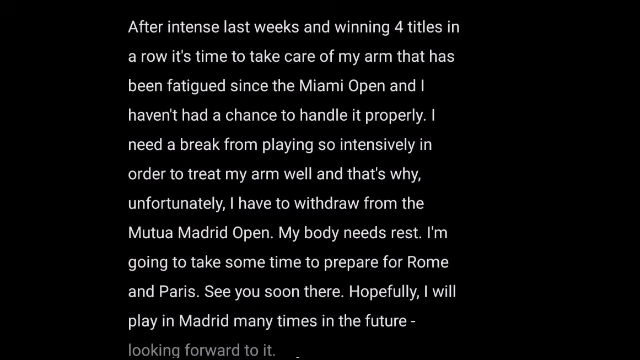 After intense last weeks and winning 4 titles in
a row it's time to take care of my arm that has
been fatigued since the Miami Open and I
haven't had a chance to handle it properly. I
need a break from playing so intensively in
order to treat my arm well and that's why,
unfortunately, I have to withdraw from the
Mutua Madrid Open. My body needs rest. I'm
going to take some time to prepare for Rome
and Paris. See you soon there. Hopefully, I will
play in Madrid many times in the future -
looking forward to it.